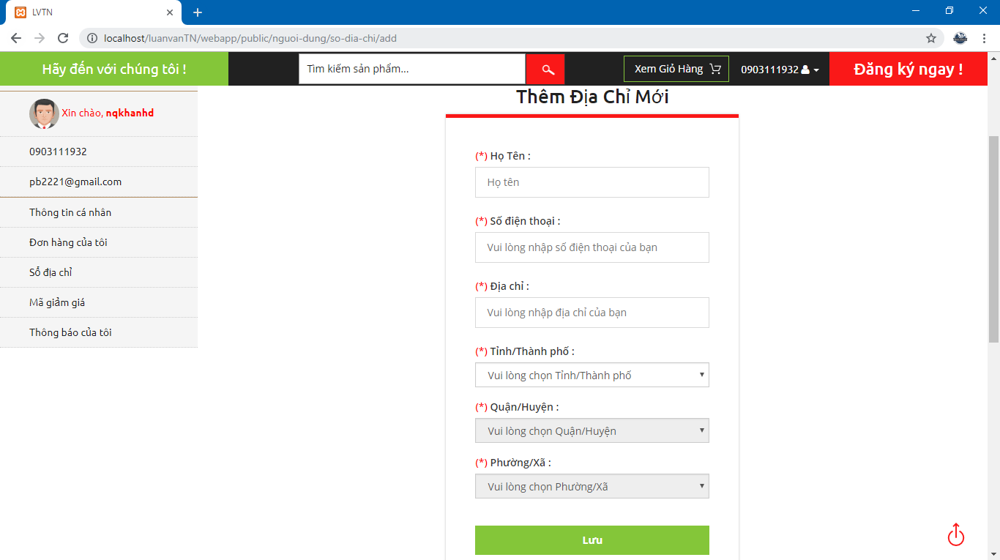 LVTN
localhost/luanvanTN/webapp/public/nguoi-dung/so-dia-chi/add
Hãy đến với chúng tôi !
Tìm kiếm sản phẩm...
Xem Giỏ Hàng
0903111932
Đăng ký ngay !
Xin chào, nqkhanhd
0903111932
pb2221@gmail.com
Thông tin cá nhân
Đơn hàng của tôi
Sổ địa chỉ
Mã giảm giá
Thông báo của tôi
Thêm Địa Chỉ Mới
(*) Họ Tên :
Họ tên
(*) Số điện thoại :
Vui lòng nhập số điện thoại của bạn
(*) Địa chỉ :
Vui lòng nhập địa chỉ của bạn
(*) Tỉnh/Thành phố :
Vui lòng chọn Tỉnh/Thành phố
(*) Quận/Huyện :
Vui lòng chọn Quận/Huyện
(*) Phường/Xã :
Vui lòng chọn Phường/Xã
Lưu